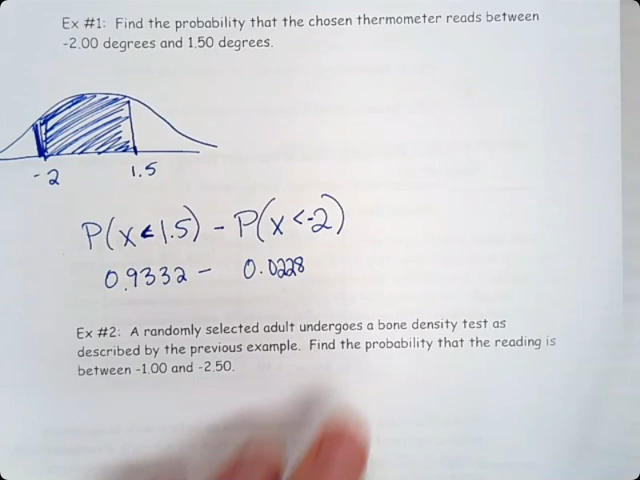 Ex #1: Find the probability that the chosen thermometer reads between
-2.00 degrees and 1.50 degrees.
-2 1.5
P(x<1.5) - P(x<-2)
0.9332 - 0.0228
Ex #2: A randomly selected adult undergoes a bone density test as
described by the previous example. Find the probability that the reading is
between -1.00 and -2.50.